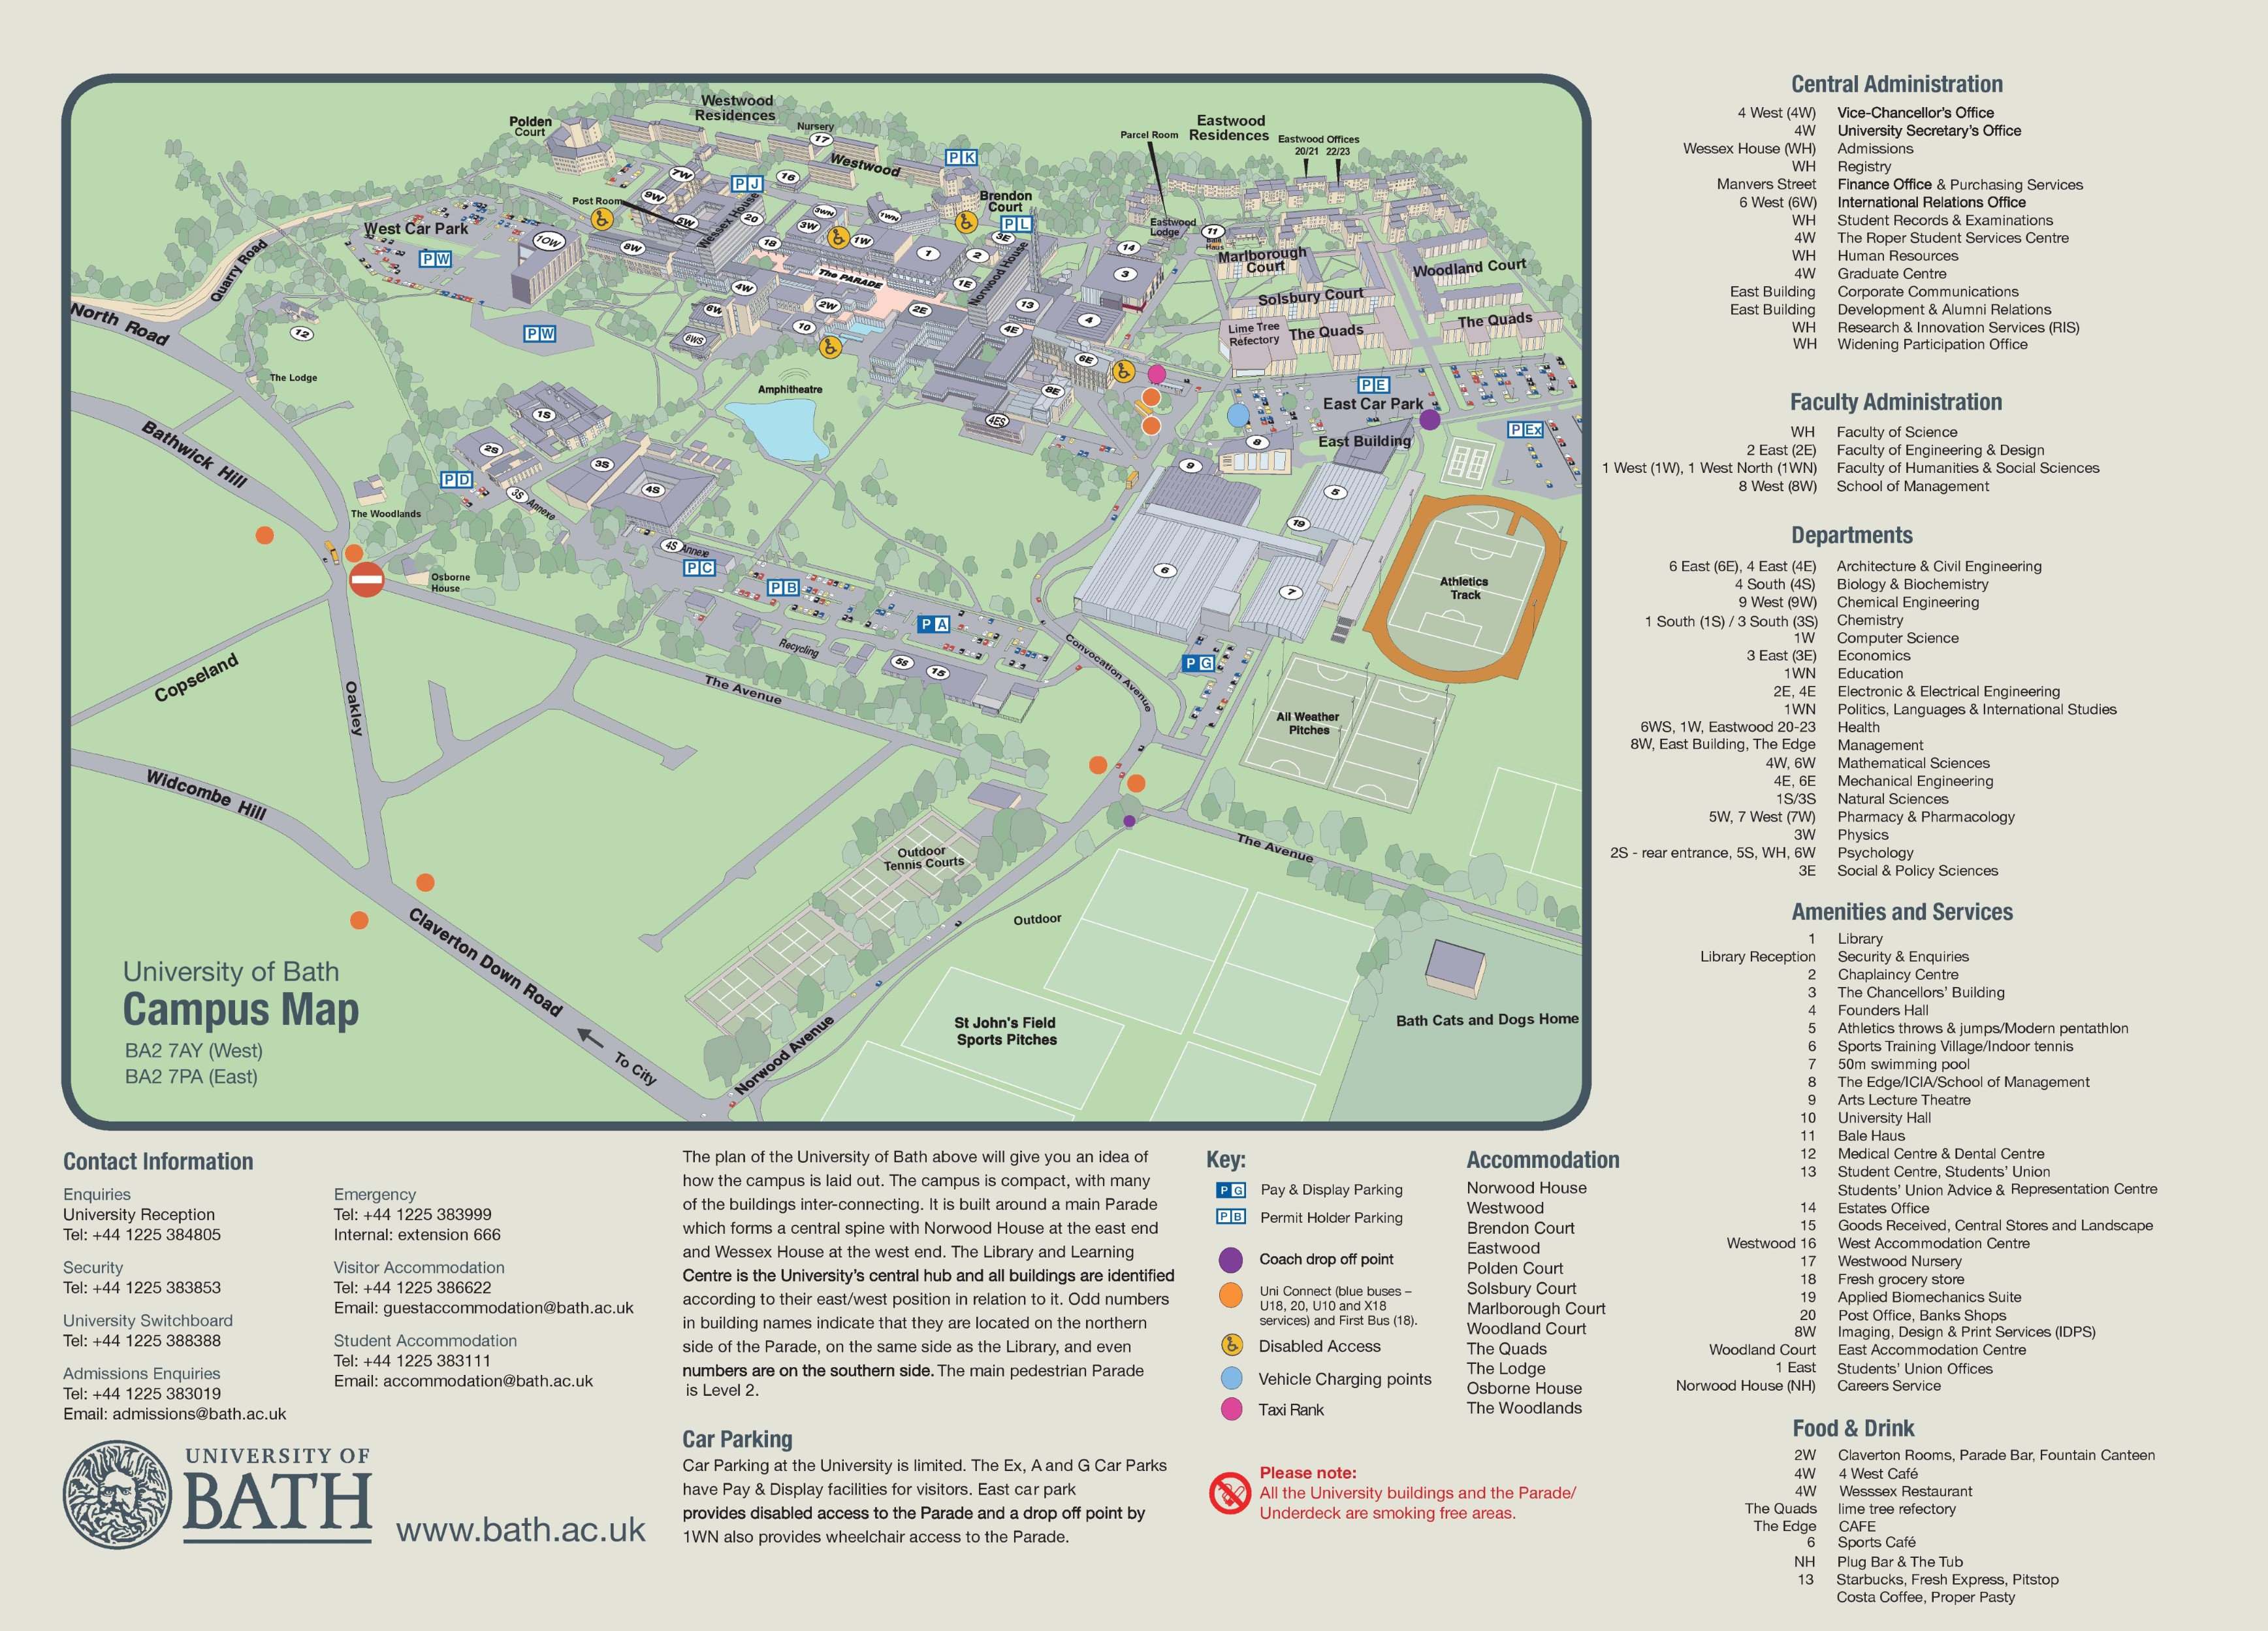 Westwood
Residences
Polden
Court
Nursery
17
Westwood
Parcel Room
Eastwood
Residences
Eastwood Offices
20/21 22/23
P K
7W
P J
16
9W
Post Room
5W
Wessex House
20
3WN
1WN
Brendon
Court
P L
Eastwood
Lodge
11
Bale
Haus
West Car Park
10W
8W
18
3W
1W
1
2
3E
14
3
Marlborough
Court
Woodland Court
P W
Quarry Road
The PARADE
4W
1E
Norwood House
Solsbury Court
North Road
6W
2W
2E
13
4
Lime Tree
Refectory
The Quads
The Quads
12
P W
6WS
10
4E
6E
The Lodge
Amphitheatre
8E
P E
East Car Park
1S
4ES
P Ex
Bathwick Hill
2S
8
East Building
3S
9
P D
4S
5
3S Annexe
The Woodlands
19
4S Annexe
P C
6
Osborne
House
P B
Athletics
Track
7
P A
Convocation Avenue
Recycling
P G
5S
15
Copseland
Oakley
The Avenue
All Weather
Pitches
Widcombe Hill
The Avenue
Outdoor
Tennis Courts
Outdoor
Claverton Down Road
To City
Norwood Avenue
St John's Field
Sports Pitches
Bath Cats and Dogs Home
University of Bath
Campus Map
BA2 7AY (West)
BA2 7PA (East)
Central Administration
4 West (4W) Vice-Chancellor's Office
4W University Secretary's Office
Wessex House (WH) Admissions
WH Registry
Manvers Street Finance Office & Purchasing Services
6 West (6W) International Relations Office
WH Student Records & Examinations
4W The Roper Student Services Centre
WH Human Resources
4W Graduate Centre
East Building Corporate Communications
East Building Development & Alumni Relations
WH Research & Innovation Services (RIS)
WH Widening Participation Office
Faculty Administration
WH Faculty of Science
2 East (2E) Faculty of Engineering & Design
1 West (1W), 1 West North (1WN) Faculty of Humanities & Social Sciences
8 West (8W) School of Management
Departments
6 East (6E), 4 East (4E) Architecture & Civil Engineering
4 South (4S) Biology & Biochemistry
9 West (9W) Chemical Engineering
1 South (1S) / 3 South (3S) Chemistry
1W Computer Science
3 East (3E) Economics
1WN Education
2E, 4E Electronic & Electrical Engineering
1WN Politics, Languages & International Studies
6WS, 1W, Eastwood 20-23 Health
8W, East Building, The Edge Management
4W, 6W Mathematical Sciences
4E, 6E Mechanical Engineering
1S/3S Natural Sciences
5W, 7 West (7W) Pharmacy & Pharmacology
3W Physics
2S - rear entrance, 5S, WH, 6W Psychology
3E Social & Policy Sciences
Amenities and Services
1 Library
Library Reception Security & Enquiries
2 Chaplaincy Centre
3 The Chancellors' Building
4 Founders Hall
5 Athletics throws & jumps/Modern pentathlon
6 Sports Training Village/Indoor tennis
7 50m swimming pool
8 The Edge/ICIA/School of Management
9 Arts Lecture Theatre
10 University Hall
11 Bale Haus
12 Medical Centre & Dental Centre
13 Student Centre, Students' Union
Students' Union Advice & Representation Centre
14 Estates Office
15 Goods Received, Central Stores and Landscape
Westwood 16 West Accommodation Centre
17 Westwood Nursery
18 Fresh grocery store
19 Applied Biomechanics Suite
20 Post Office, Banks Shops
8W Imaging, Design & Print Services (IDPS)
Woodland Court East Accommodation Centre
1 East Students' Union Offices
Norwood House (NH) Careers Service
Food & Drink
2W Claverton Rooms, Parade Bar, Fountain Canteen
4W 4 West Café
4W Wesssex Restaurant
The Quads lime tree refectory
The Edge CAFE
6 Sports Café
NH Plug Bar & The Tub
13 Starbucks, Fresh Express, Pitstop
Costa Coffee, Proper Pasty
Contact Information
Enquiries
University Reception
Tel: +44 1225 384805
Security
Tel: +44 1225 383853
University Switchboard
Tel: +44 1225 388388
Admissions Enquiries
Tel: +44 1225 383019
Email: admissions@bath.ac.uk
Emergency
Tel: +44 1225 383999
Internal: extension 666
Visitor Accommodation
Tel: +44 1225 386622
Email: guestaccommodation@bath.ac.uk
Student Accommodation
Tel: +44 1225 383111
Email: accommodation@bath.ac.uk
UNIVERSITY OF
BATH
www.bath.ac.uk
The plan of the University of Bath above will give you an idea of
how the campus is laid out. The campus is compact, with many
of the buildings inter-connecting. It is built around a main Parade
which forms a central spine with Norwood House at the east end
and Wessex House at the west end. The Library and Learning
Centre is the University's central hub and all buildings are identified
according to their east/west position in relation to it. Odd numbers
in building names indicate that they are located on the northern
side of the Parade, on the same side as the Library, and even
numbers are on the southern side. The main pedestrian Parade
is Level 2.
Car Parking
Car Parking at the University is limited. The Ex, A and G Car Parks
have Pay & Display facilities for visitors. East car park
provides disabled access to the Parade and a drop off point by
1WN also provides wheelchair access to the Parade.
Key:
P G Pay & Display Parking
P B Permit Holder Parking
Coach drop off point
Uni Connect (blue buses –
U18, 20, U10 and X18
services) and First Bus (18).
Disabled Access
Vehicle Charging points
Taxi Rank
Please note:
All the University buildings and the Parade/
Underdeck are smoking free areas.
Accommodation
Norwood House
Westwood
Brendon Court
Eastwood
Polden Court
Solsbury Court
Marlborough Court
Woodland Court
The Quads
The Lodge
Osborne House
The Woodlands